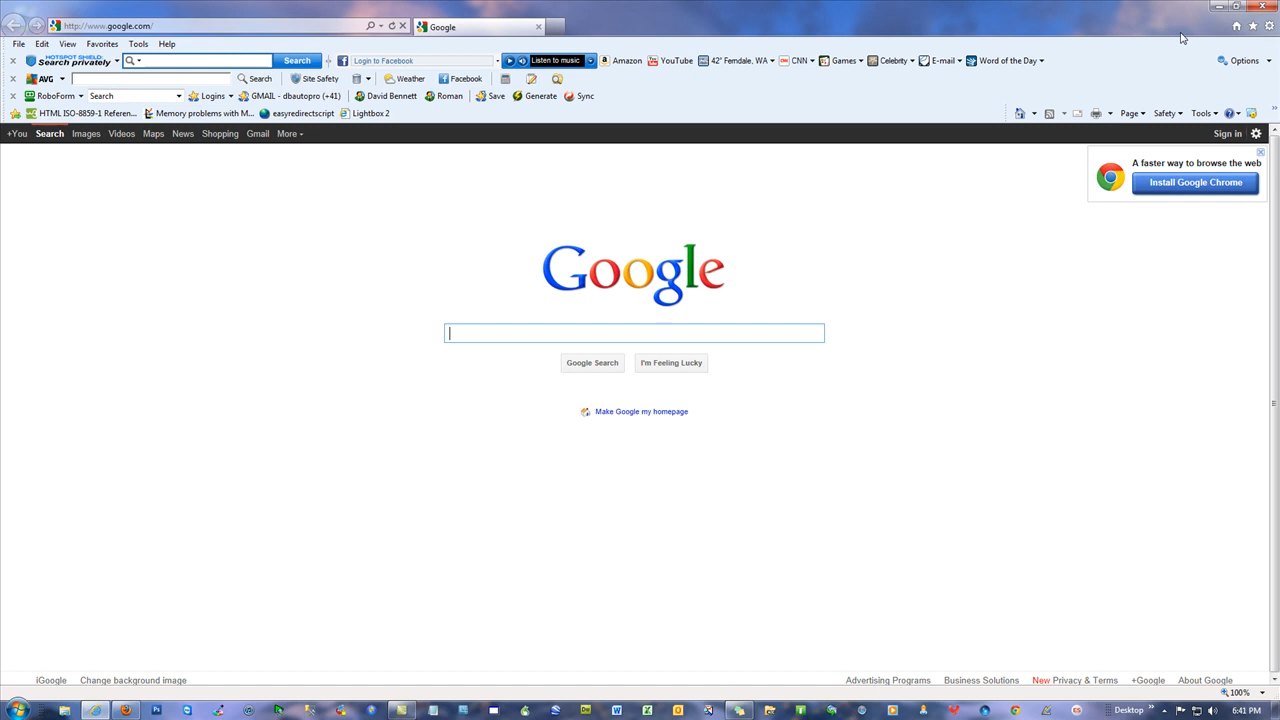 http://www.google.com/ Google
File Edit View Favorites Tools Help
HOTSPOT SHIELD: Search privately Search Login to Facebook Listen to music Amazon YouTube 42° Ferndale, WA CNN Games Celebrity E-mail Word of the Day Options
AVG Search Site Safety Weather Facebook
RoboForm Search Logins GMAIL - dbautopro (+41) David Bennett Roman Save Generate Sync
HTML ISO-8859-1 Referen... Memory problems with M... easyredirectscript Lightbox 2 Page Safety Tools
+You Search Images Videos Maps News Shopping Gmail More Sign in
A faster way to browse the web
Install Google Chrome
Google
Google Search I'm Feeling Lucky
Make Google my homepage
iGoogle Change background image Advertising Programs Business Solutions New Privacy & Terms +Google About Google
100%
Desktop 6:41 PM